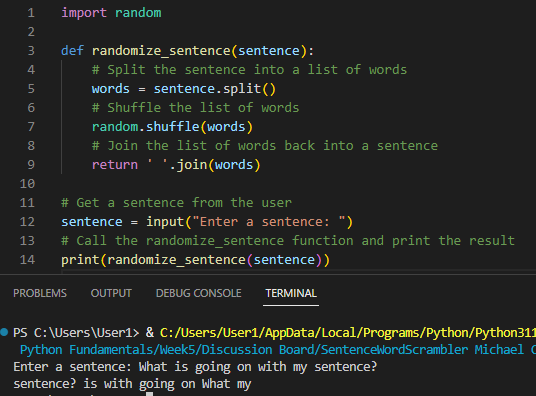 1 import random
2
3 def randomize_sentence(sentence):
4     # Split the sentence into a list of words
5     words = sentence.split()
6     # Shuffle the list of words
7     random.shuffle(words)
8     # Join the list of words back into a sentence
9     return ' '.join(words)
10
11 # Get a sentence from the user
12 sentence = input("Enter a sentence: ")
13 # Call the randomize_sentence function and print the result
14 print(randomize_sentence(sentence))
PROBLEMS OUTPUT DEBUG CONSOLE TERMINAL
PS C:\Users\User1> & C:/Users/User1/AppData/Local/Programs/Python/Python311
Python Fundamentals/Week5/Discussion Board/SentenceWordScrambler Michael
Enter a sentence: What is going on with my sentence?
sentence? is with going on What my